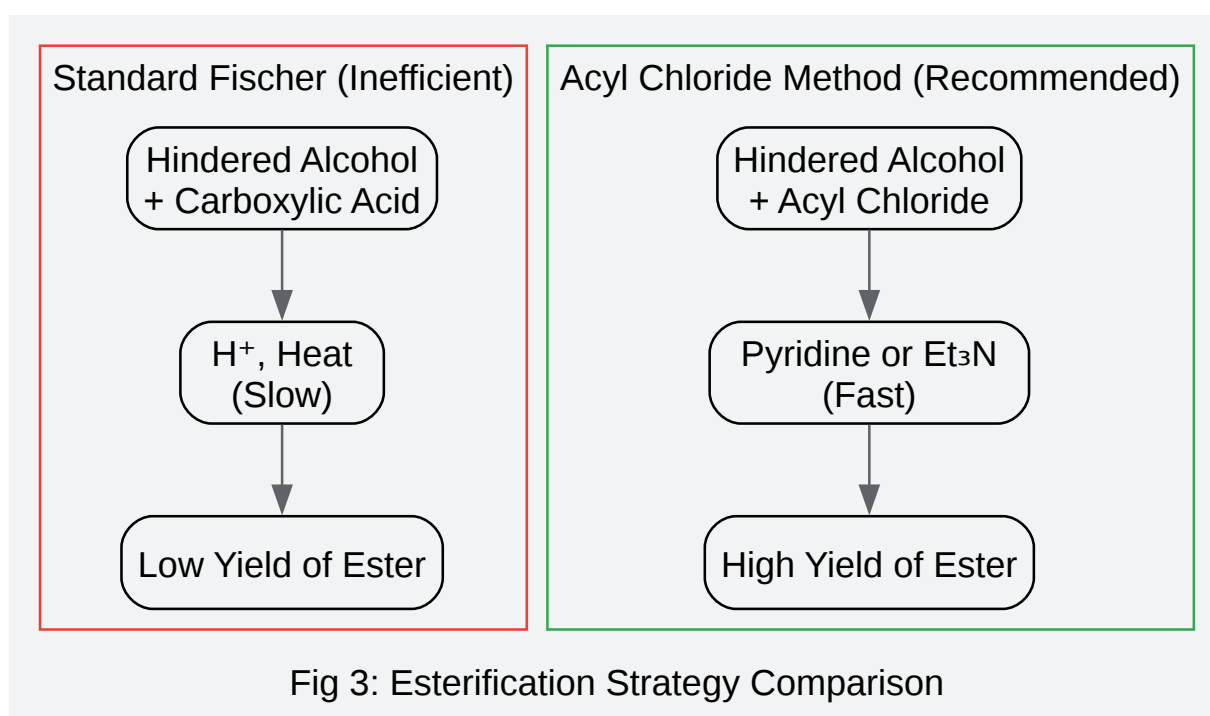 Standard Fischer (Inefficient)
Hindered Alcohol
+ Carboxylic Acid
H⁺, Heat
(Slow)
Low Yield of Ester
Acyl Chloride Method (Recommended)
Hindered Alcohol
+ Acyl Chloride
Pyridine or Et₃N
(Fast)
High Yield of Ester
Fig 3: Esterification Strategy Comparison